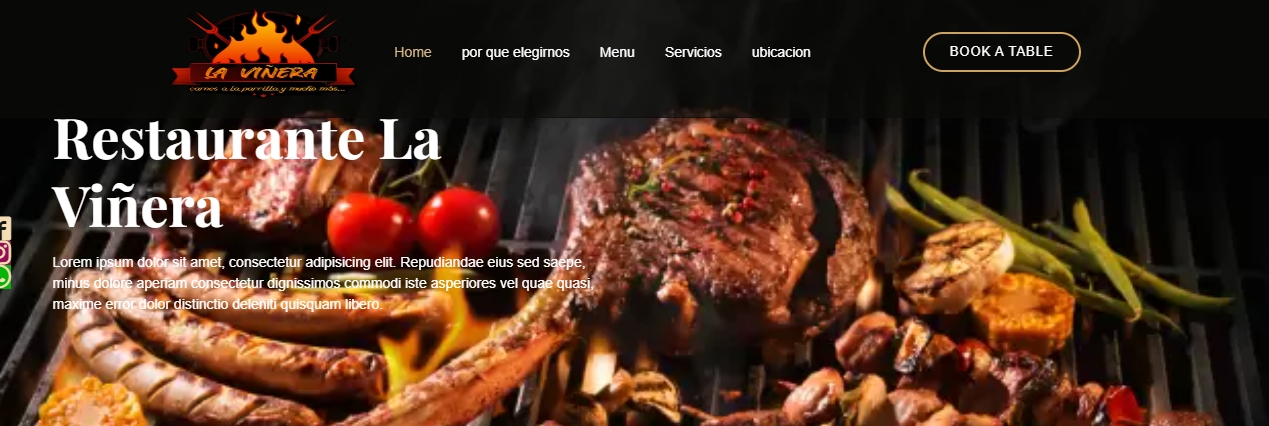 LA VIÑERA
carnes a la parrilla y mucho más...
Home
por que elegirnos
Menu
Servicios
ubicacion
BOOK A TABLE
Restaurante La
Viñera
Lorem ipsum dolor sit amet, consectetur adipisicing elit. Repudiandae eius sed saepe,
minus dolore aperiam consectetur dignissimos commodi iste asperiores vel quae quasi,
maxime error dolor distinctio deleniti quisquam libero.